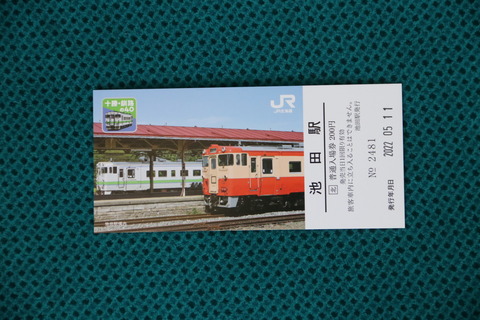 十勝・釧路
JR
JR北海道
池田駅
北 普通入場券 200円
発売当日1回限り有効
旅客車内に立ち入ることはできません。
池田駅発行
№ 2481
2022 05 11
発行年月日